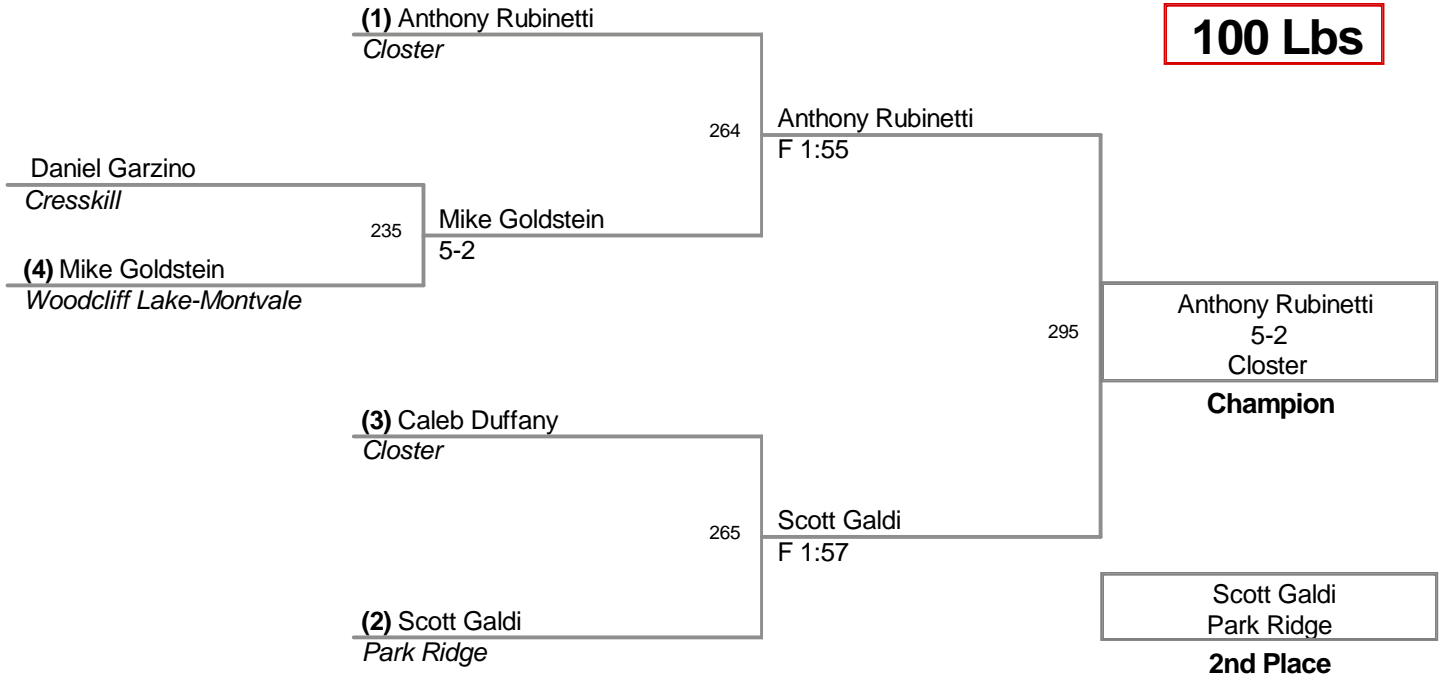 (1) Anthony Rubinetti
Closter
100 Lbs
264
Anthony Rubinetti
F 1:55
Daniel Garzino
Cresskill
235
Mike Goldstein
5-2
(4) Mike Goldstein
Woodcliff Lake-Montvale
295
Anthony Rubinetti
5-2
Closter
Champion
(3) Caleb Duffany
Closter
265
Scott Galdi
F 1:57
(2) Scott Galdi
Park Ridge
Scott Galdi
Park Ridge
2nd Place